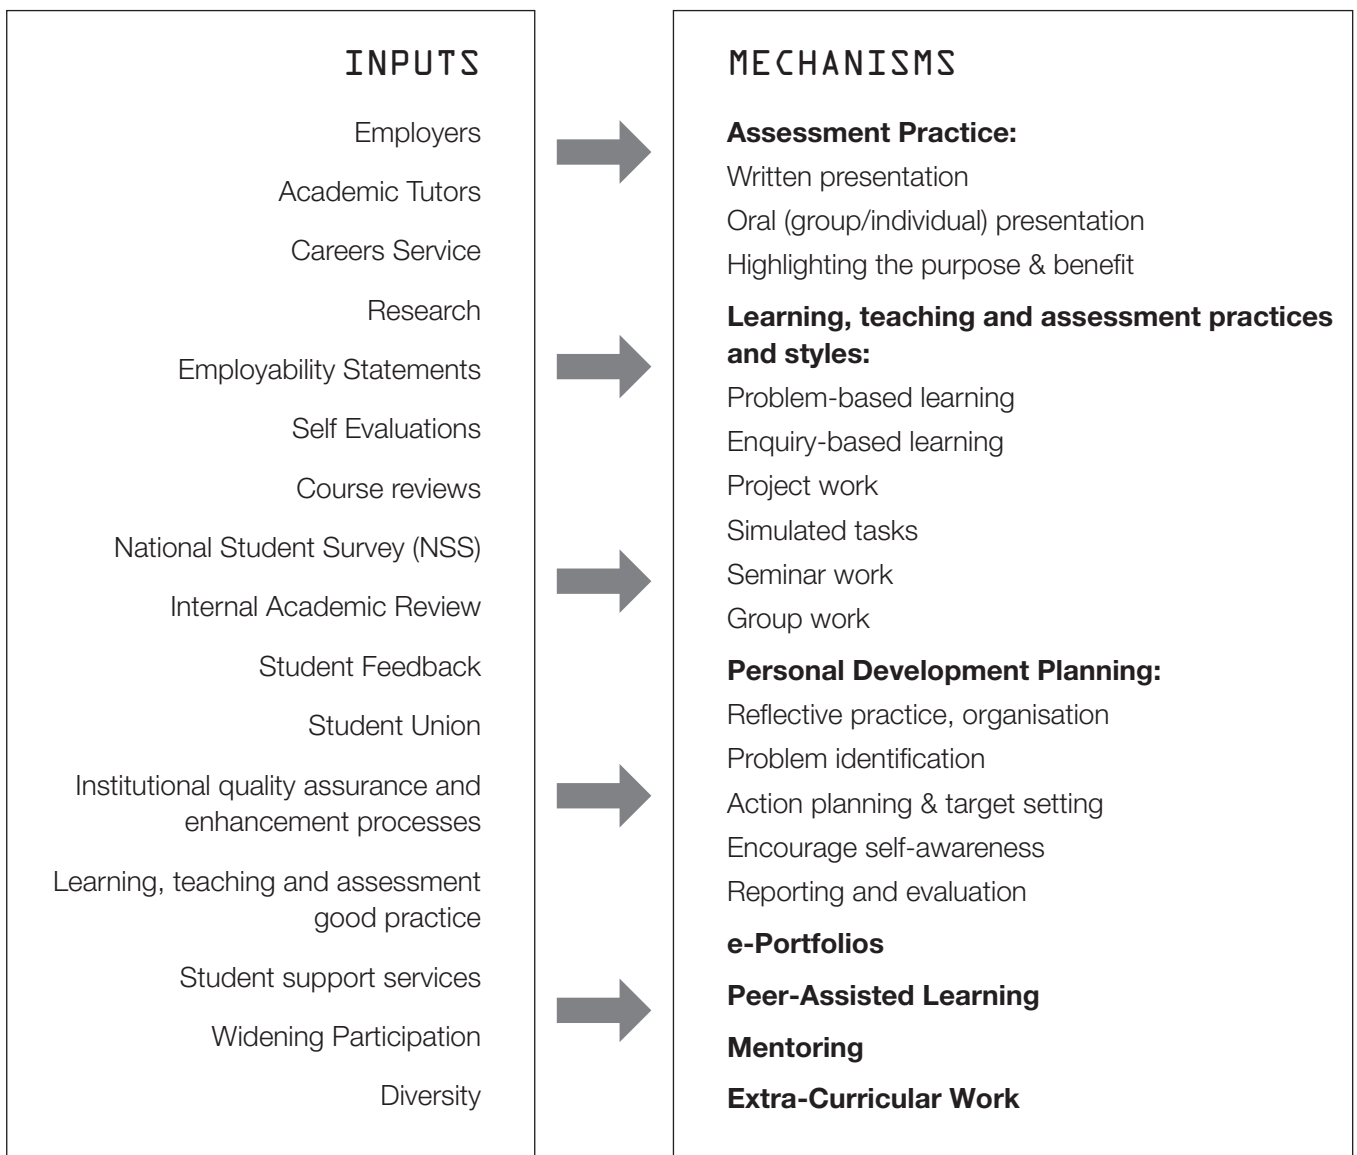 INPUTS
Employers
Academic Tutors
Careers Service
Research
Employability Statements
Self Evaluations
Course reviews
National Student Survey (NSS)
Internal Academic Review
Student Feedback
Student Union
Institutional quality assurance and
enhancement processes
Learning, teaching and assessment
good practice
Student support services
Widening Participation
Diversity
MECHANISMS
Assessment Practice:
Written presentation
Oral (group/individual) presentation
Highlighting the purpose & benefit
Learning, teaching and assessment practices
and styles:
Problem-based learning
Enquiry-based learning
Project work
Simulated tasks
Seminar work
Group work
Personal Development Planning:
Reflective practice, organisation
Problem identification
Action planning & target setting
Encourage self-awareness
Reporting and evaluation
e-Portfolios
Peer-Assisted Learning
Mentoring
Extra-Curricular Work